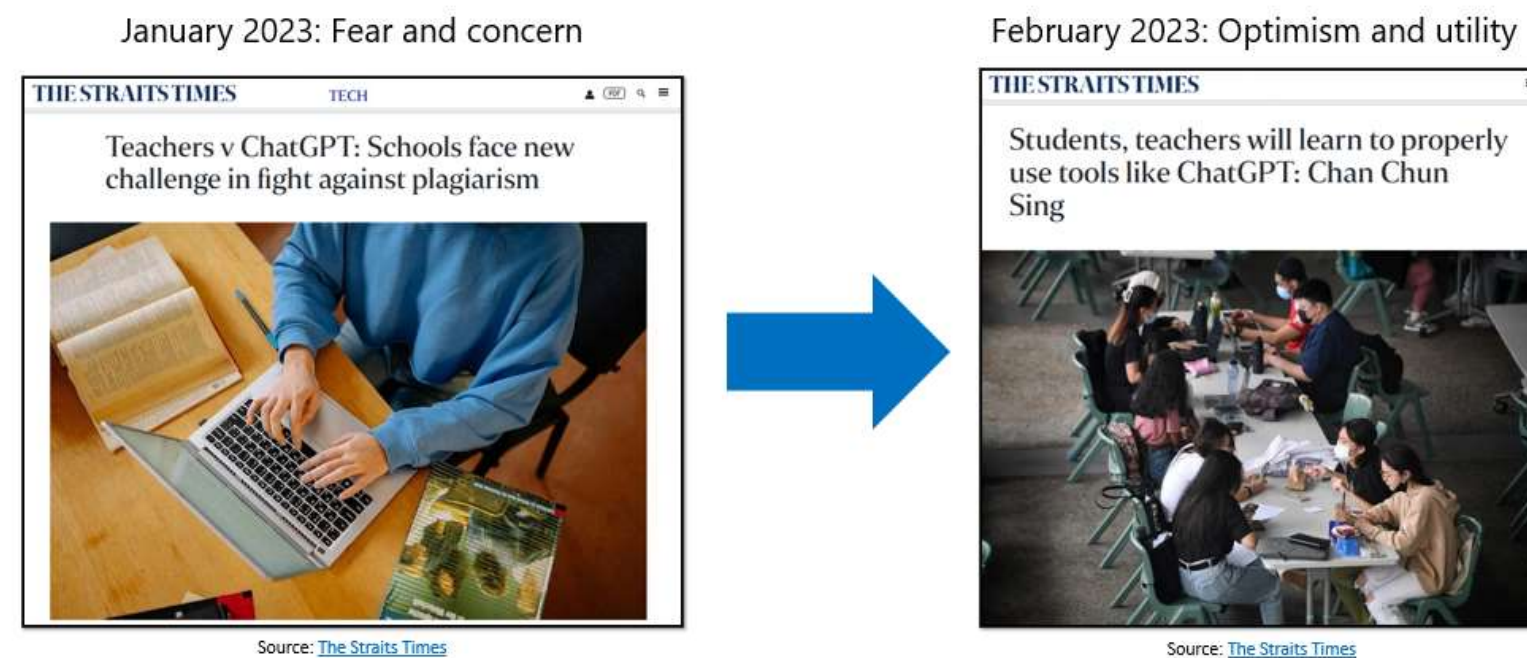 January 2023: Fear and concern
THE STRAITS TIMES
TECH
PDF
Teachers v ChatGPT: Schools face new
challenge in fight against plagiarism
Source: The Straits Times
February 2023: Optimism and utility
THE STRAITS TIMES
Students, teachers will learn to properly
use tools like ChatGPT: Chan Chun
Sing
Source: The Straits Times